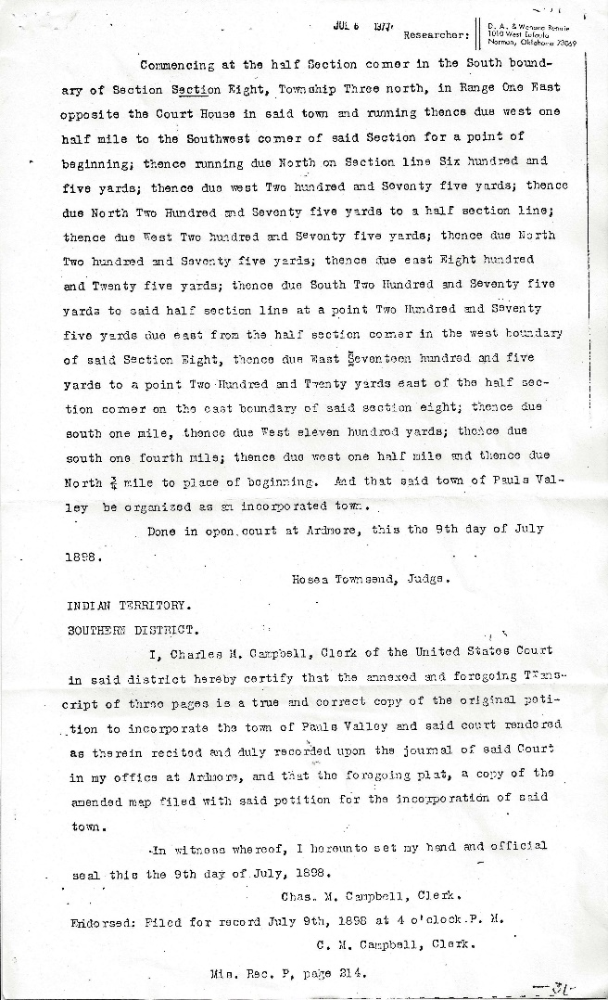 JUL 6 1977
Researcher:
D. A. & Wenona Rennie
1010 West Eufaula
Norman, Oklahoma 73069
Commencing at the half Section corner in the South bound-
ary of Section Section Eight, Township Three north, in Range One East
opposite the Court House in said town and running thence due west one
half mile to the Southwest corner of said Section for a point of
beginning; thence running due North on Section line Six hundred and
five yards; thence due west Two hundred and Seventy five yards; thence
due North Two Hundred and Seventy five yards to a half section line;
thence due West Two hundred and Seventy five yards; thence due North
Two hundred and Seventy five yards; thence due east Eight hundred
and Twenty five yards; thence due South Two Hundred and Seventy five
yards to said half section line at a point Two Hundred and Seventy
five yards due east from the half section corner in the west boundary
of said Section Eight, thence due East Seventeen hundred and five
yards to a point Two Hundred and Twenty yards east of the half sec-
tion corner on the east boundary of said section eight; thence due
south one mile, thence due West eleven hundred yards; thence due
south one fourth mile; thence due west one half mile and thence due
North ¾ mile to place of beginning. And that said town of Pauls Val-
ley be organized as an incorporated town.
Done in open court at Ardmore, this the 9th day of July
1898.
Hosea Townsend, Judge.
INDIAN TERRITORY.
SOUTHERN DISTRICT.
I, Charles M. Campbell, Clerk of the United States Court
in said district hereby certify that the annexed and foregoing Trans-
cript of three pages is a true and correct copy of the original peti-
tion to incorporate the town of Pauls Valley and said court rendered
as therein recited and duly recorded upon the journal of said Court
in my office at Ardmore, and that the foregoing plat, a copy of the
amended map filed with said petition for the incorporation of said
town.
In witness whereof, I hereunto set my hand and official
seal this the 9th day of July, 1898.
Chas. M. Campbell, Clerk.
Endorsed: Filed for record July 9th, 1898 at 4 o'clock P. M.
C. M. Campbell, Clerk.
Mis. Rec. P, page 214.